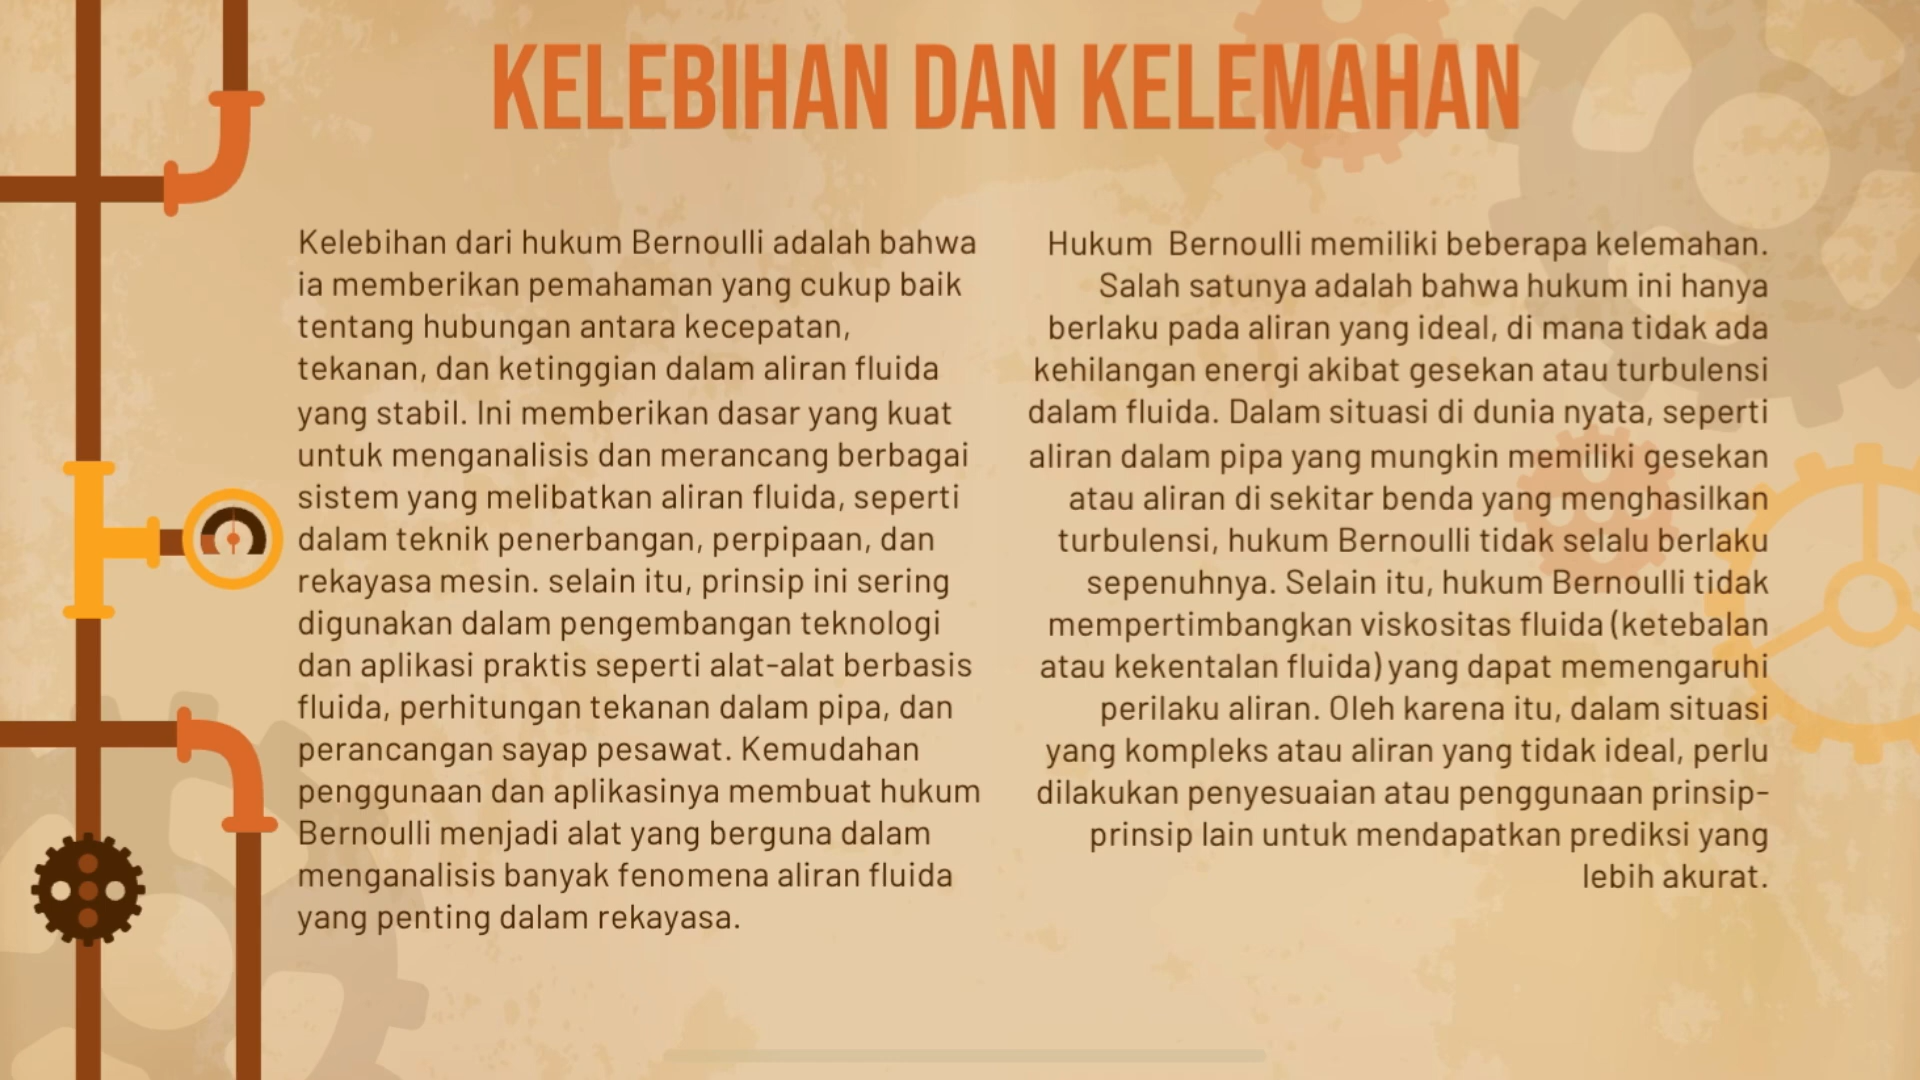 KELEBIHAN DAN KELEMAHAN
Kelebihan dari hukum Bernoulli adalah bahwa
ia memberikan pemahaman yang cukup baik
tentang hubungan antara kecepatan,
tekanan, dan ketinggian dalam aliran fluida
yang stabil. Ini memberikan dasar yang kuat
untuk menganalisis dan merancang berbagai
sistem yang melibatkan aliran fluida, seperti
dalam teknik penerbangan, perpipaan, dan
rekayasa mesin. selain itu, prinsip ini sering
digunakan dalam pengembangan teknologi
dan aplikasi praktis seperti alat-alat berbasis
fluida, perhitungan tekanan dalam pipa, dan
perancangan sayap pesawat. Kemudahan
penggunaan dan aplikasinya membuat hukum
Bernoulli menjadi alat yang berguna dalam
menganalisis banyak fenomena aliran fluida
yang penting dalam rekayasa.
Hukum  Bernoulli memiliki beberapa kelemahan.
Salah satunya adalah bahwa hukum ini hanya
berlaku pada aliran yang ideal, di mana tidak ada
kehilangan energi akibat gesekan atau turbulensi
dalam fluida. Dalam situasi di dunia nyata, seperti
aliran dalam pipa yang mungkin memiliki gesekan
atau aliran di sekitar benda yang menghasilkan
turbulensi, hukum Bernoulli tidak selalu berlaku
sepenuhnya. Selain itu, hukum Bernoulli tidak
mempertimbangkan viskositas fluida (ketebalan
atau kekentalan fluida) yang dapat memengaruhi
perilaku aliran. Oleh karena itu, dalam situasi
yang kompleks atau aliran yang tidak ideal, perlu
dilakukan penyesuaian atau penggunaan prinsip-
prinsip lain untuk mendapatkan prediksi yang
lebih akurat.